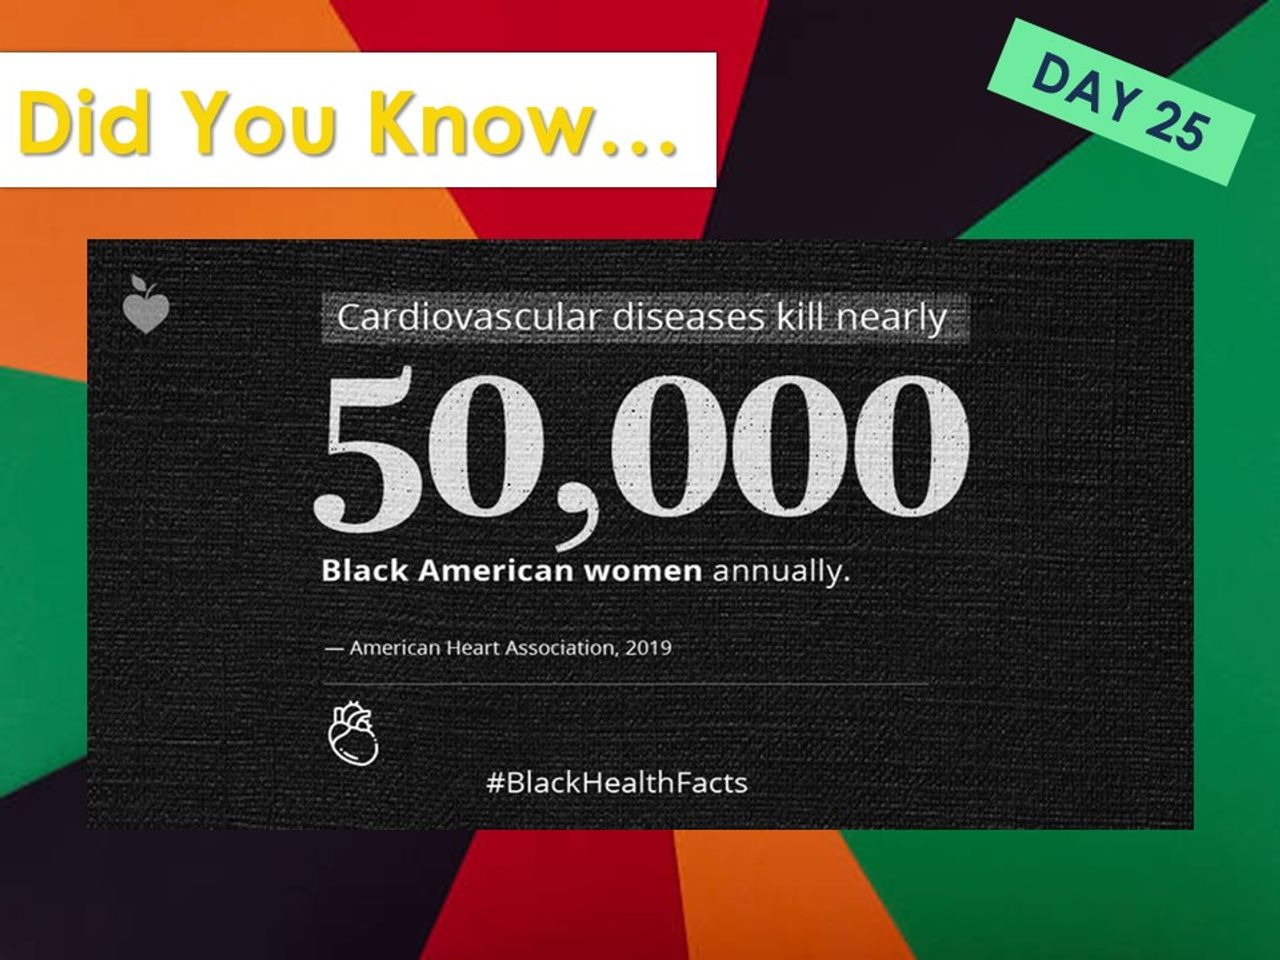 Did You Know...
DAY 25
Cardiovascular diseases kill nearly
50,000
Black American women annually.
— American Heart Association, 2019
#BlackHealthFacts